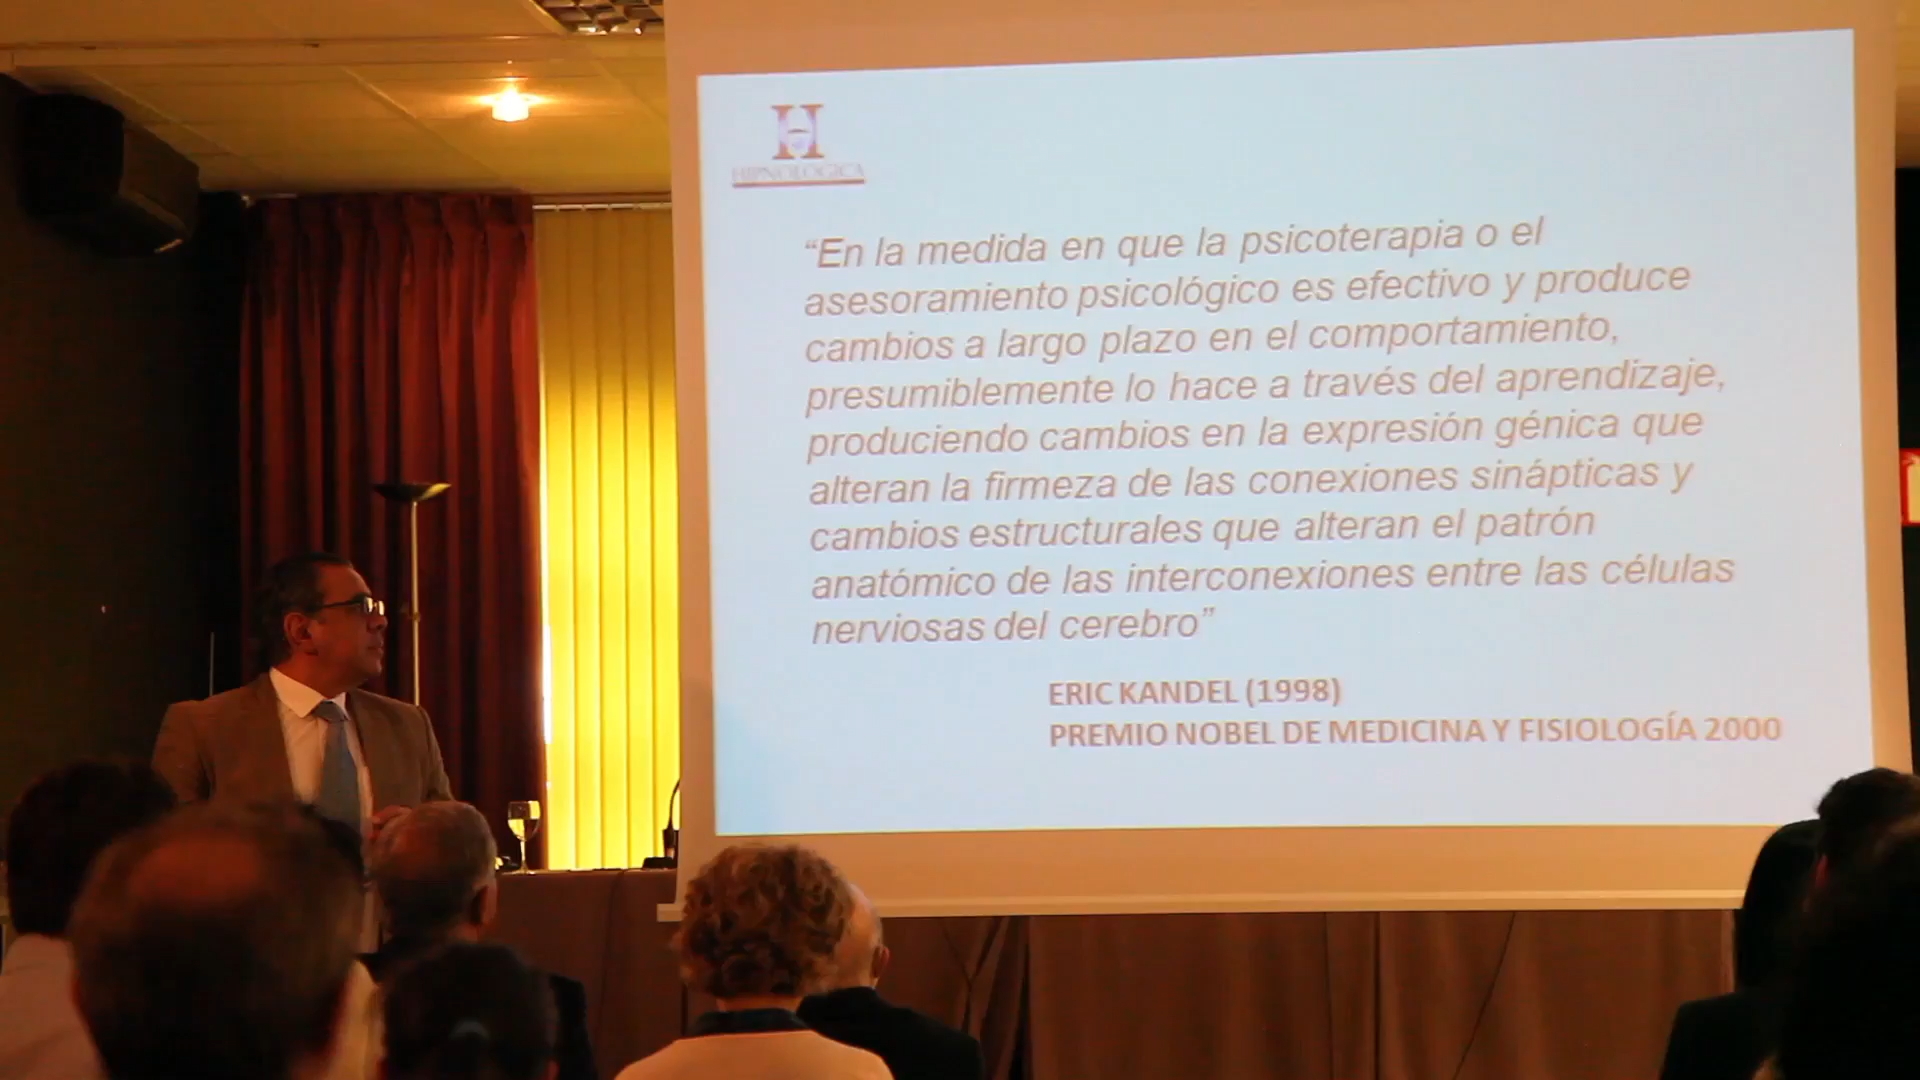 H
HIPNOLOGICA
“En la medida en que la psicoterapia o el
asesoramiento psicológico es efectivo y produce
cambios a largo plazo en el comportamiento,
presumiblemente lo hace a través del aprendizaje,
produciendo cambios en la expresión génica que
alteran la firmeza de las conexiones sinápticas y
cambios estructurales que alteran el patrón
anatómico de las interconexiones entre las células
nerviosas del cerebro”
ERIC KANDEL (1998)
PREMIO NOBEL DE MEDICINA Y FISIOLOGÍA 2000